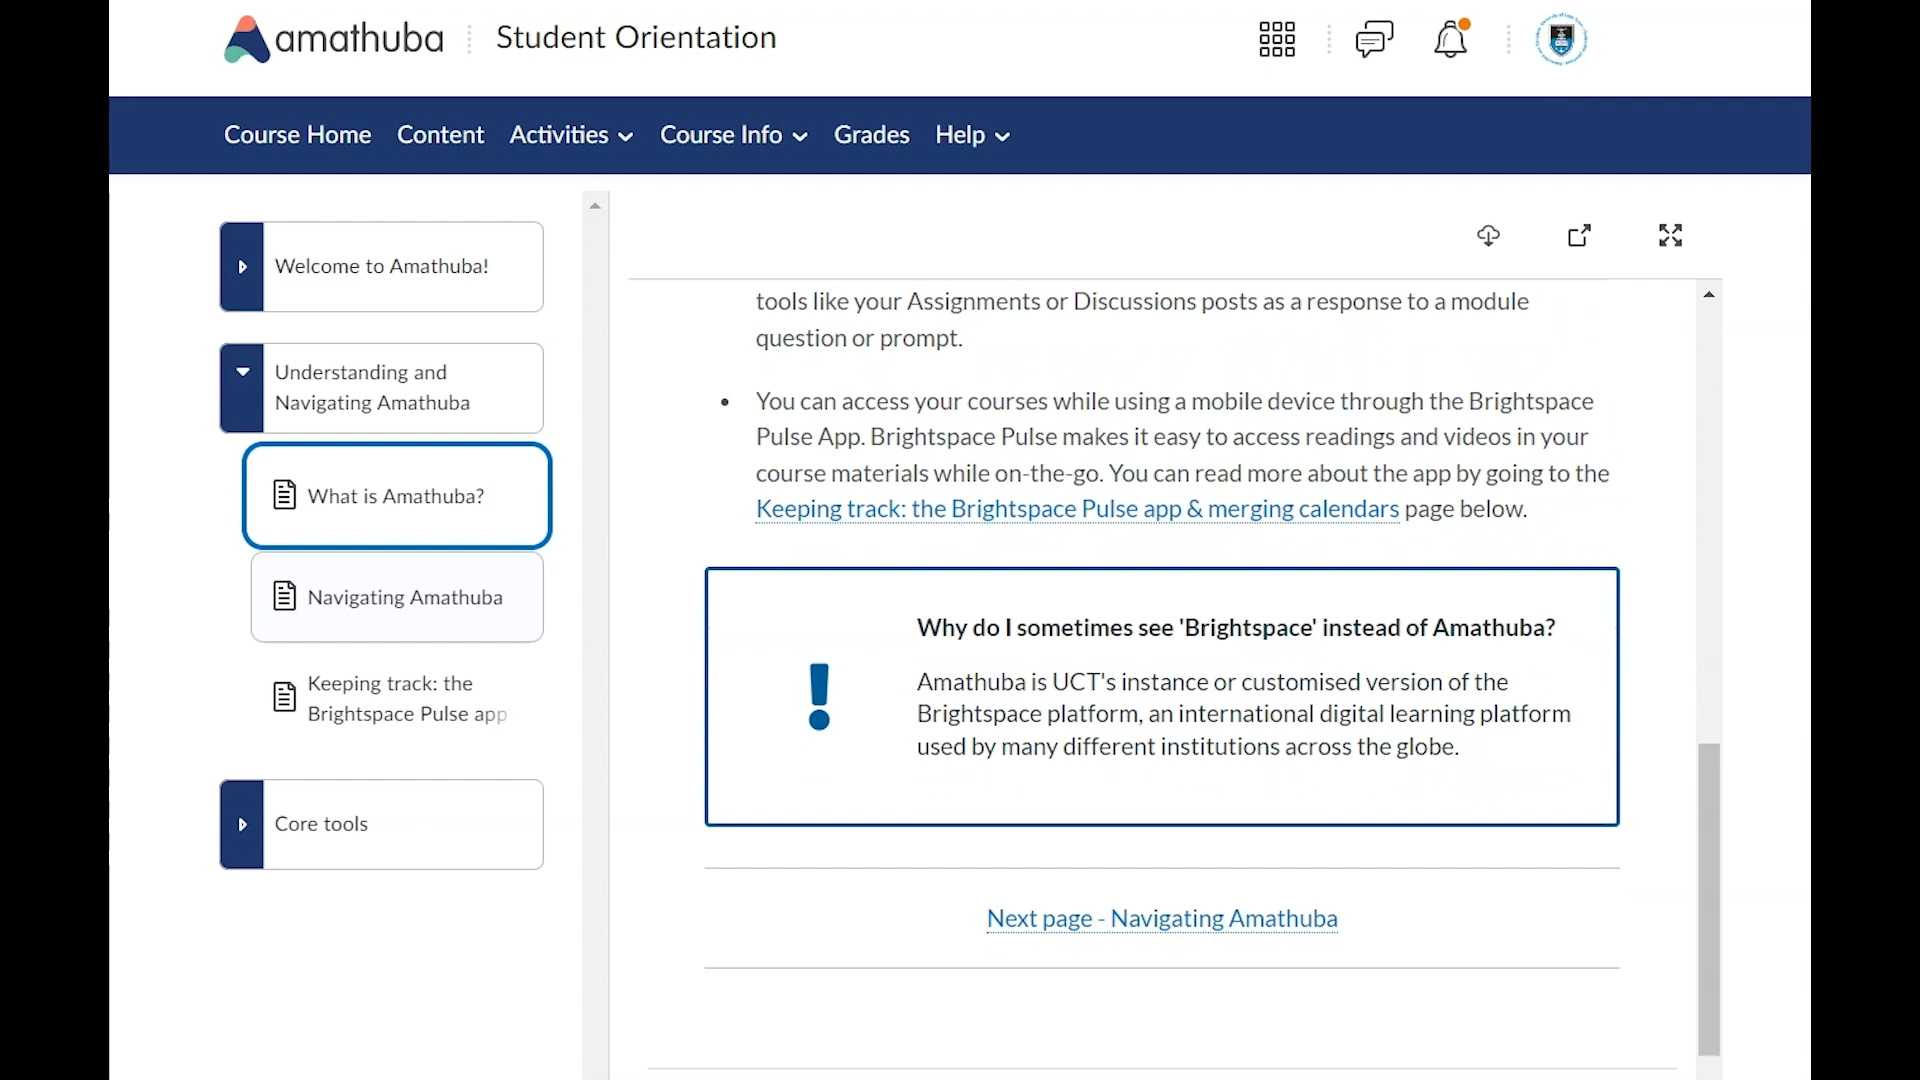 amathuba
Student Orientation
Course Home Content Activities Course Info Grades Help
Welcome to Amathuba!
Understanding and
Navigating Amathuba
What is Amathuba?
Navigating Amathuba
Keeping track: the
Brightspace Pulse app
Core tools
tools like your Assignments or Discussions posts as a response to a module
question or prompt.
• You can access your courses while using a mobile device through the Brightspace
Pulse App. Brightspace Pulse makes it easy to access readings and videos in your
course materials while on-the-go. You can read more about the app by going to the
Keeping track: the Brightspace Pulse app & merging calendars page below.
Why do I sometimes see 'Brightspace' instead of Amathuba?
Amathuba is UCT's instance or customised version of the
Brightspace platform, an international digital learning platform
used by many different institutions across the globe.
Next page - Navigating Amathuba